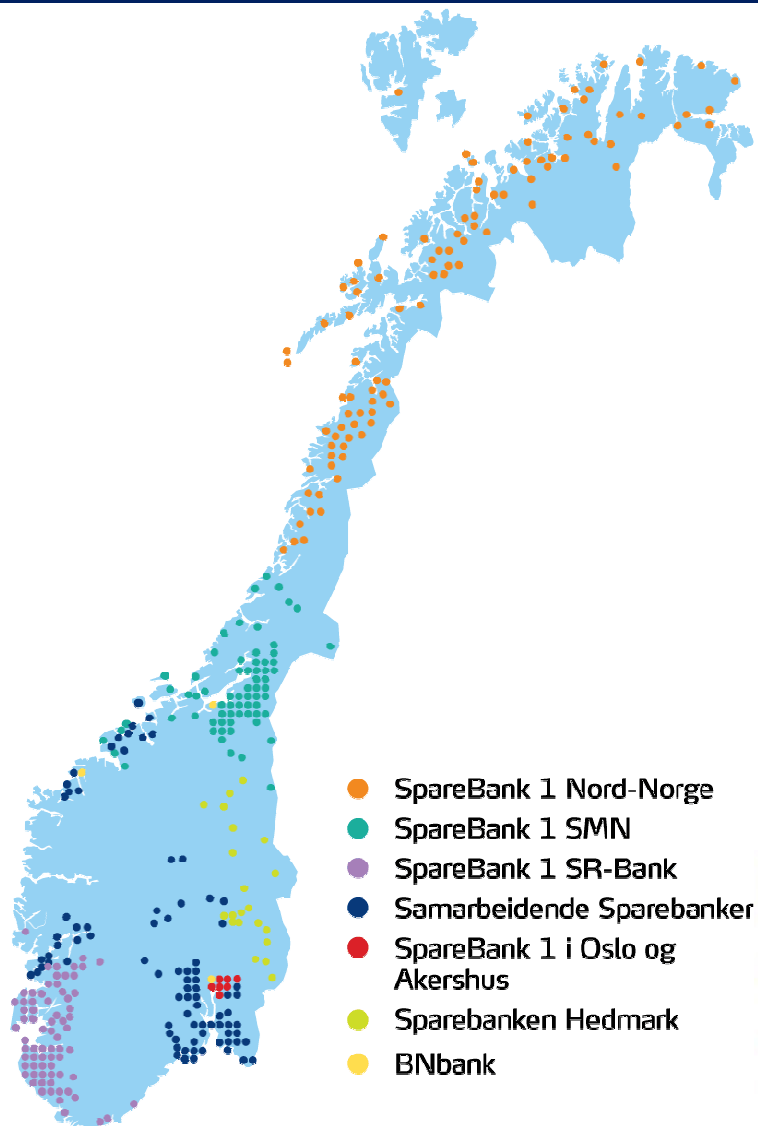 SpareBank 1 Nord-Norge
SpareBank 1 SMN
SpareBank 1 SR-Bank
Samarbeidende Sparebanker
SpareBank 1 i Oslo og
Akershus
Sparebanken Hedmark
BNbank